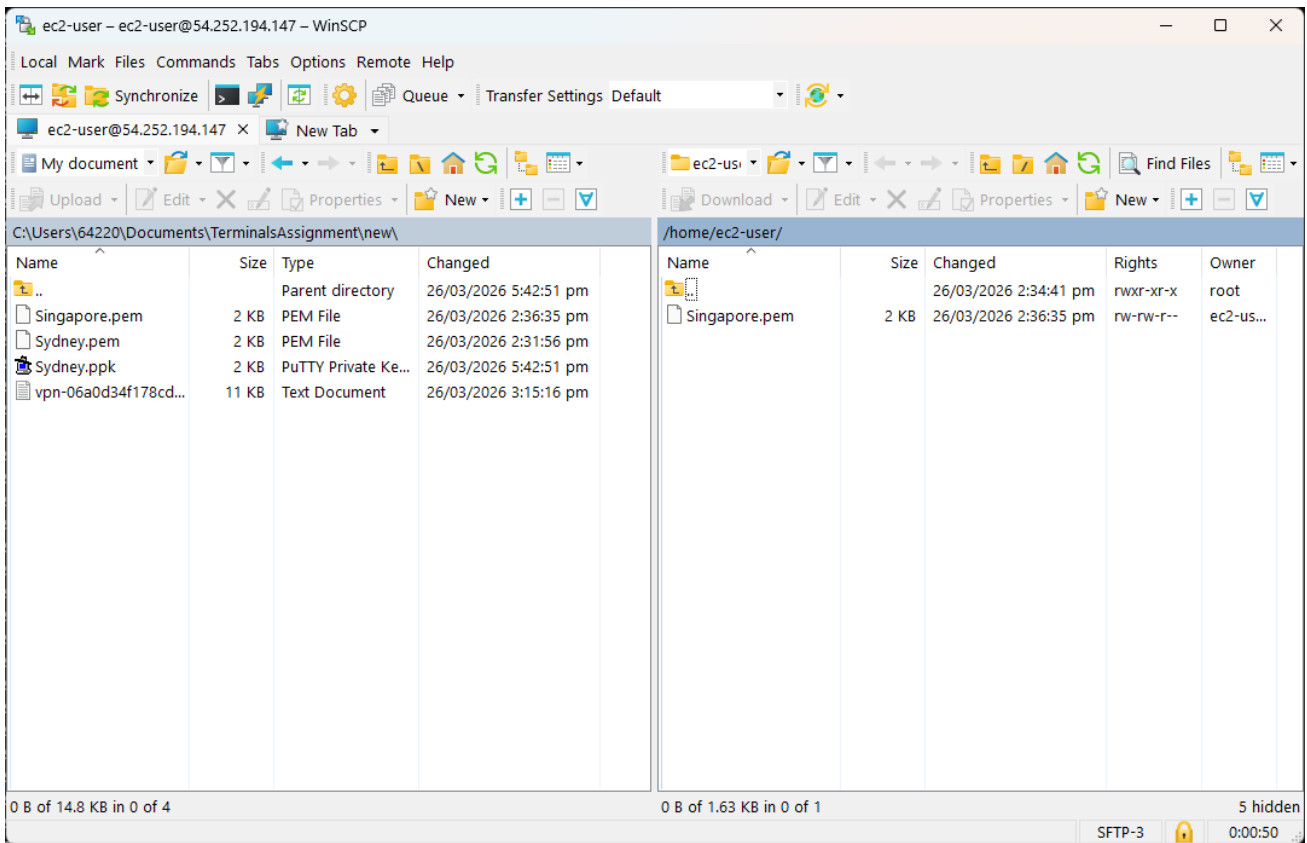 ec2-user – ec2-user@54.252.194.147 – WinSCP
Local Mark Files Commands Tabs Options Remote Help
Synchronize Queue Transfer Settings Default
ec2-user@54.252.194.147 New Tab
My document
Upload Edit Properties New
C:\Users\64220\Documents\TerminalsAssignment\new\
Name Size Type Changed
.. Parent directory 26/03/2026 5:42:51 pm
Singapore.pem 2 KB PEM File 26/03/2026 2:36:35 pm
Sydney.pem 2 KB PEM File 26/03/2026 2:31:56 pm
Sydney.ppk 2 KB PuTTY Private Ke... 26/03/2026 5:42:51 pm
vpn-06a0d34f178cd... 11 KB Text Document 26/03/2026 3:15:16 pm
0 B of 14.8 KB in 0 of 4
ec2-us Find Files
Download Edit Properties New
/home/ec2-user/
Name Size Changed Rights Owner
.. 26/03/2026 2:34:41 pm rwxr-xr-x root
Singapore.pem 2 KB 26/03/2026 2:36:35 pm rw-rw-r-- ec2-us...
0 B of 1.63 KB in 0 of 1 5 hidden
SFTP-3 0:00:50